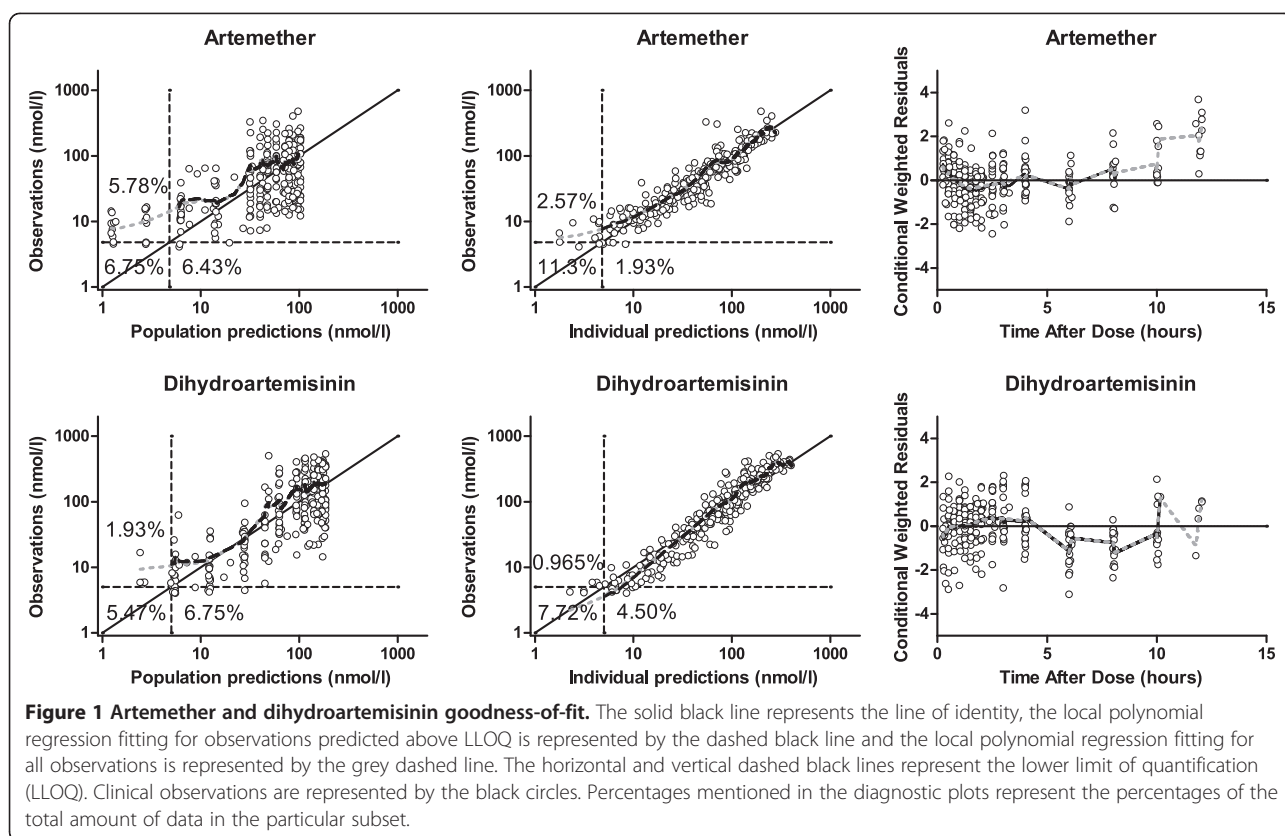 Artemether
Artemether
Artemether
Observations (nmol/l)
1000
100
10
1
5.78%
6.75%
6.43%
1
10
100
1000
Population predictions (nmol/l)
Observations (nmol/l)
1000
100
10
1
2.57%
11.3%
1.93%
1
10
100
1000
Individual predictions (nmol/l)
Conditional Weighted Residuals
4
2
0
-2
-4
0
5
10
15
Time After Dose (hours)
Dihydroartemisinin
Dihydroartemisinin
Dihydroartemisinin
Observations (nmol/l)
1000
100
10
1
1.93%
5.47%
6.75%
1
10
100
1000
Population predictions (nmol/l)
Observations (nmol/l)
1000
100
10
1
0.965%
7.72%
4.50%
1
10
100
1000
Individual predictions (nmol/l)
Conditional Weighted Residuals
4
2
0
-2
-4
0
5
10
15
Time After Dose (hours)
Figure 1 Artemether and dihydroartemisinin goodness-of-fit. The solid black line represents the line of identity, the local polynomial
regression fitting for observations predicted above LLOQ is represented by the dashed black line and the local polynomial regression fitting for
all observations is represented by the grey dashed line. The horizontal and vertical dashed black lines represent the lower limit of quantification
(LLOQ). Clinical observations are represented by the black circles. Percentages mentioned in the diagnostic plots represent the percentages of the
total amount of data in the particular subset.